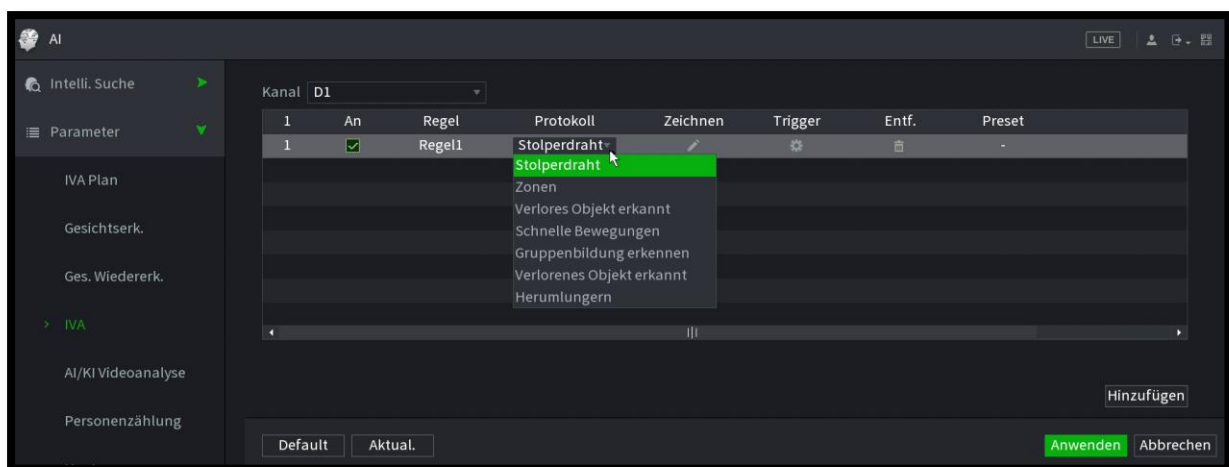 AI
LIVE
Intelli. Suche
Parameter
IVA Plan
Gesichtserk.
Ges. Wiedererk.
IVA
AI/KI Videoanalyse
Personenzählung
Kanal D1
1 An Regel Protokoll Zeichnen Trigger Entf. Preset
1 Regel1 Stolperdraht -
Stolperdraht
Zonen
Verlores Objekt erkannt
Schnelle Bewegungen
Gruppenbildung erkennen
Verlorenes Objekt erkannt
Herumlungern
Hinzufügen
Default Aktual. Anwenden Abbrechen